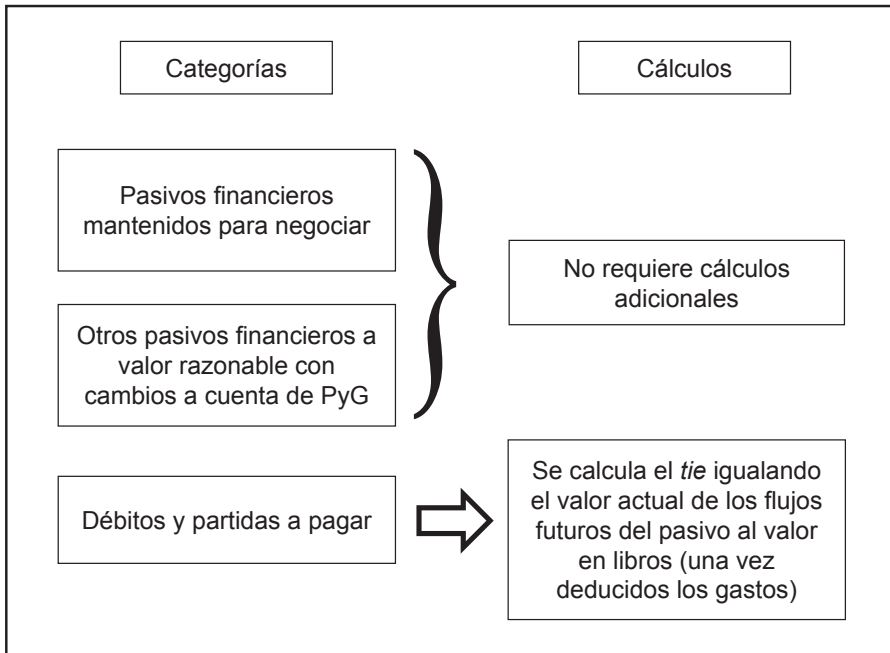 Categorías
Cálculos
Pasivos financieros
mantenidos para negociar
Otros pasivos financieros a
valor razonable con
cambios a cuenta de PyG
No requiere cálculos
adicionales
Débitos y partidas a pagar
Se calcula el tie igualando
el valor actual de los flujos
futuros del pasivo al valor
en libros (una vez
deducidos los gastos)